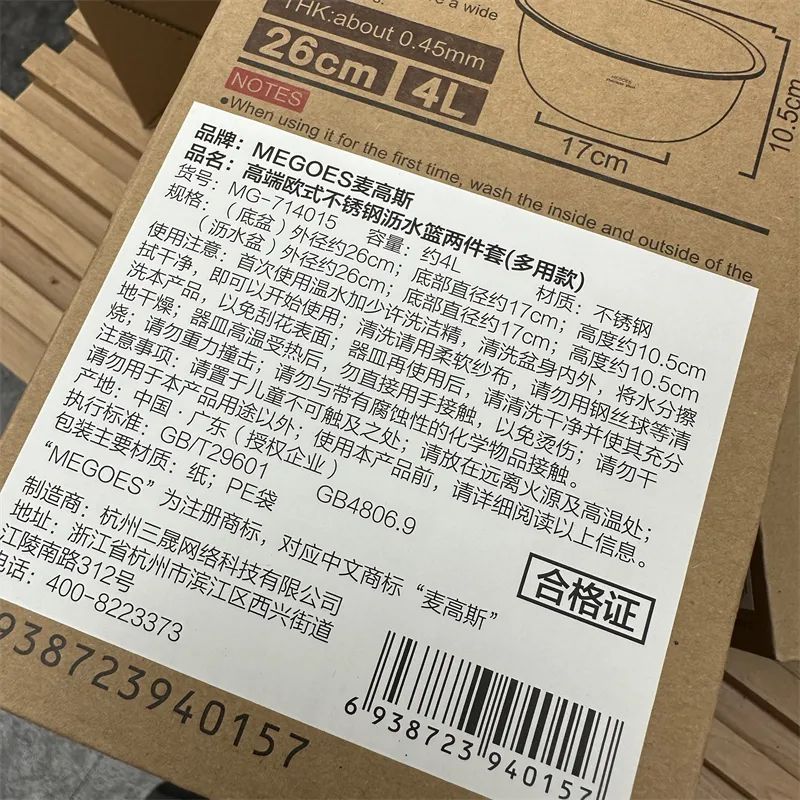 e a wide
THK:about 0.45mm
26cm 4L
NOTES
MEGOES
17cm
10.5cm
•When using it for the first time, wash the inside and outside of the
品牌：MEGOES麦高斯
品名：高端欧式不锈钢沥水篮两件套(多用款)
货号：MG-714015 容量：约4L 材质：不锈钢
规格：（底盆）外径约26cm；底部直径约17cm；高度约10.5cm
（沥水盆）外径约26cm；底部直径约17cm；高度约10.5cm
使用注意：首次使用温水加少许洗洁精，清洗盆身内外，将水分擦
拭干净，即可以开始使用；清洗请用柔软纱布，请勿用钢丝球等清
洗本产品，以免刮花表面；器皿再使用后，请清洗干净并使其充分
地干燥；器皿高温受热后，勿直接用手接触，以免烫伤；请勿干
烧；请勿重力撞击；请勿与带有腐蚀性的化学物品接触。
注意事项：请置于儿童不可触及之处；请放在远离火源及高温处；
请勿用于本产品用途以外；使用本产品前，请详细阅读以上信息。
产地：中国．广东（授权企业）
执行标准：GB/T29601 GB4806.9
包装主要材质：纸；PE袋
“MEGOES”为注册商标，对应中文商标“麦高斯”
制造商：杭州三晟网络科技有限公司
地址：浙江省杭州市滨江区西兴街道
江陵南路312号
电话：400-8223373
合格证
6 938723 940157
938723940157